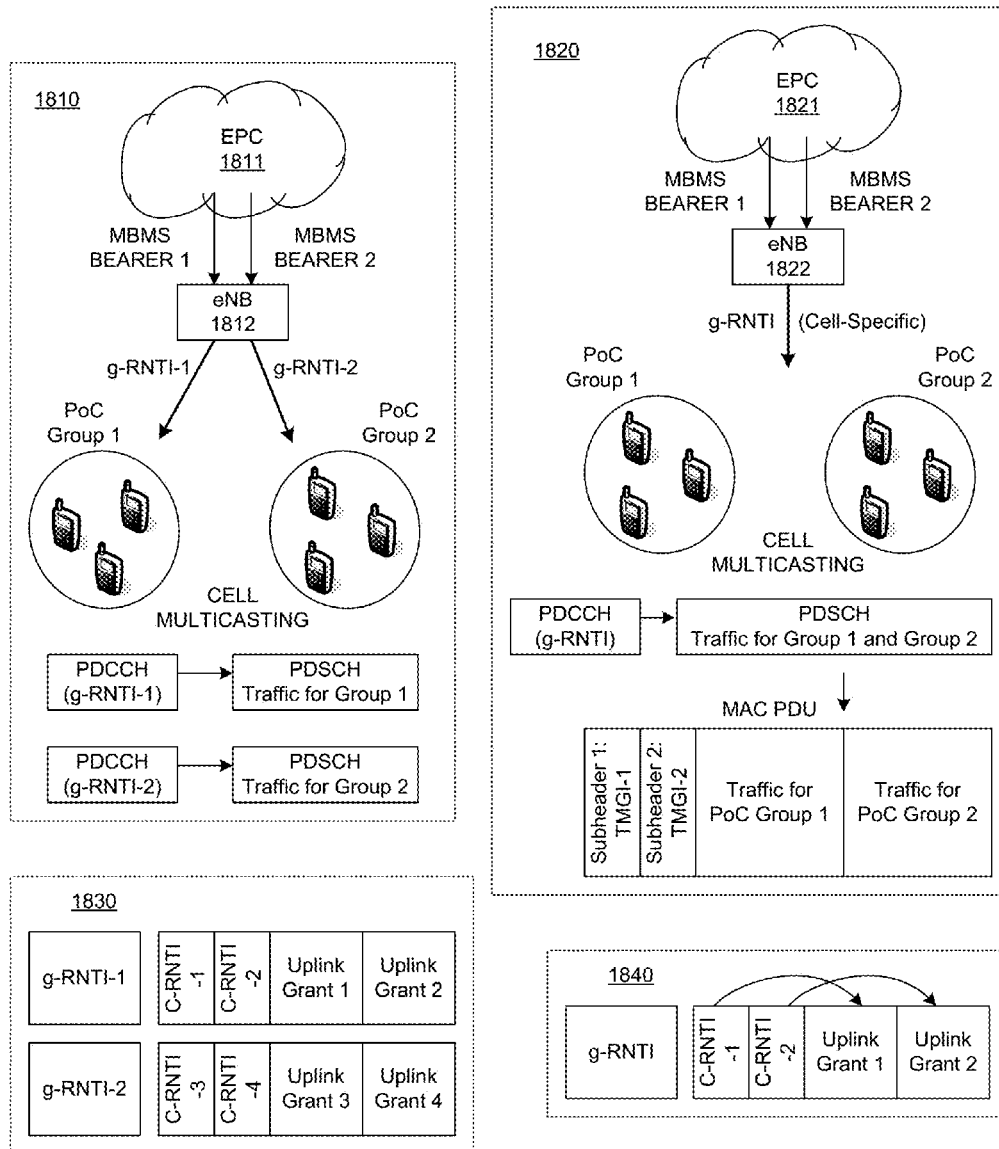 1810
EPC
1811
MBMS
BEARER 1
MBMS
BEARER 2
eNB
1812
g-RNTI-1
g-RNTI-2
PoC
Group 1
PoC
Group 2
CELL
MULTICASTING
PDCCH
(g-RNTI-1)
PDSCH
Traffic for Group 1
PDCCH
(g-RNTI-2)
PDSCH
Traffic for Group 2
1820
EPC
1821
MBMS
BEARER 1
MBMS
BEARER 2
eNB
1822
g-RNTI
(Cell-Specific)
PoC
Group 1
PoC
Group 2
CELL
MULTICASTING
PDCCH
(g-RNTI)
PDSCH
Traffic for Group 1 and Group 2
MAC PDU
Subheader 1:
TMGI-1
Subheader 2:
TMGI-2
Traffic for
PoC Group 1
Traffic for
PoC Group 2
1830
g-RNTI-1
C-RNTI
-1
C-RNTI
-2
Uplink
Grant 1
Uplink
Grant 2
g-RNTI-2
C-RNTI
-3
C-RNTI
-4
Uplink
Grant 3
Uplink
Grant 4
1840
g-RNTI
C-RNTI
-1
C-RNTI
-2
Uplink
Grant 1
Uplink
Grant 2